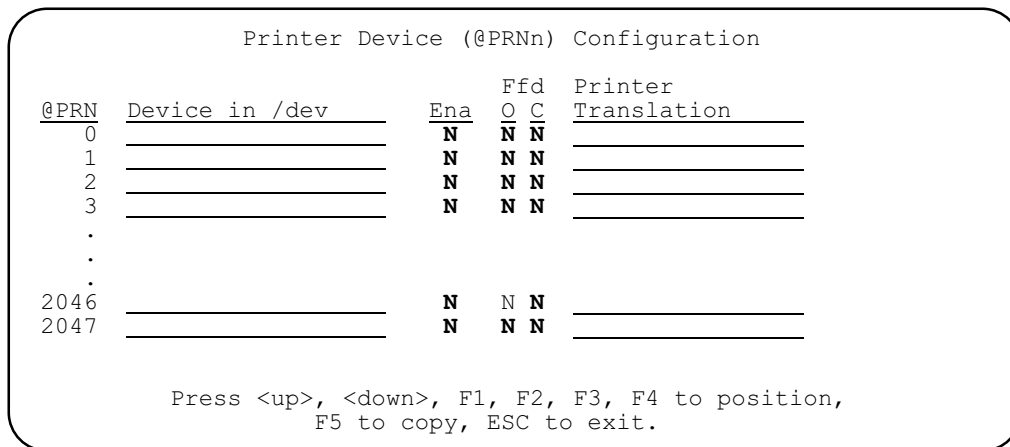 Printer Device (@PRNn) Configuration
Ffd Printer
@PRN Device in /dev Ena O C Translation
0 N N N
1 N N N
2 N N N
3 N N N
.
.
.
2046 N N N
2047 N N N
Press <up>, <down>, F1, F2, F3, F4 to position,
F5 to copy, ESC to exit.